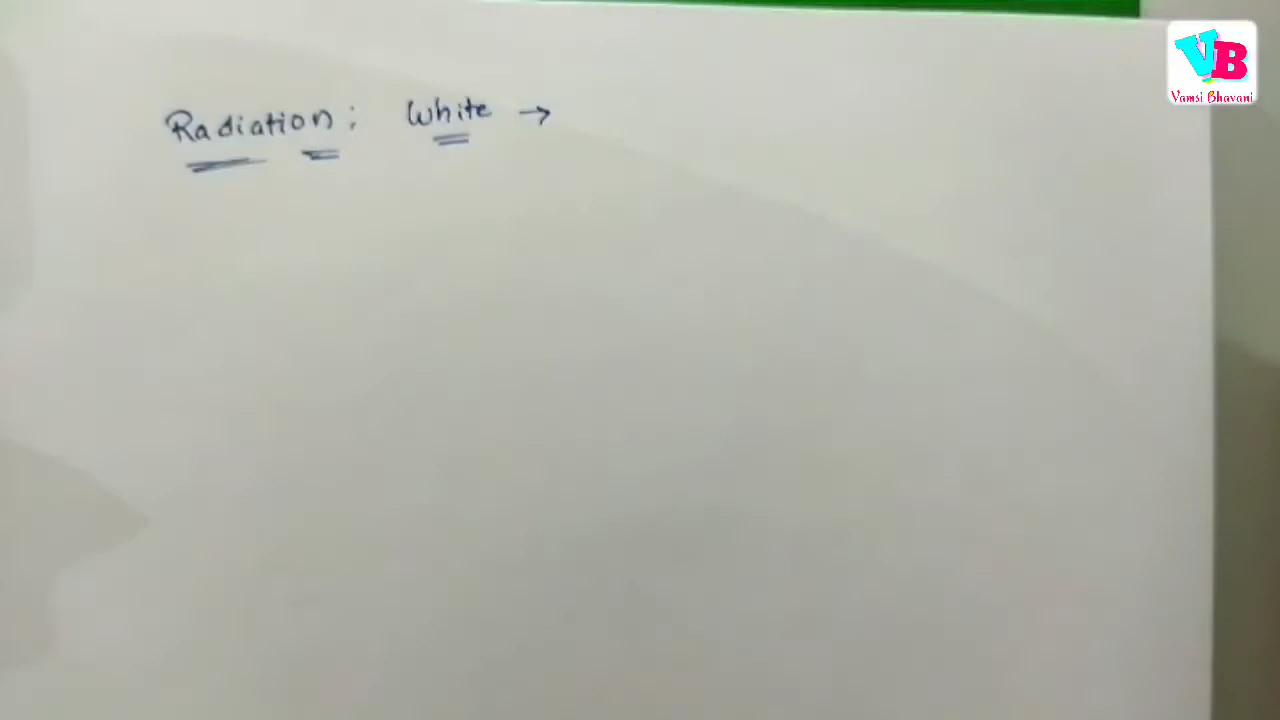 VB
Vamsi Bhavani
Radiation : White →